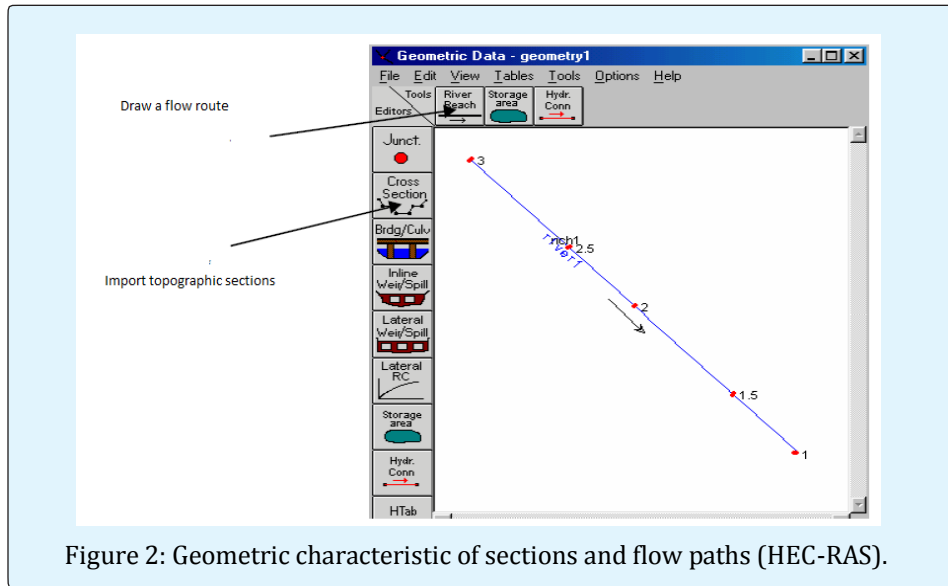 Geometric Data - geometry1
File Edit View Tools Options Help
Tools
Editors
River
Reach
Storage
area
Hydr.
Conn
Draw a flow route
Junct.
Cross
Section
Brdg/Culv
Inline
Weir/Spill
Lateral
Weir/Spill
Lateral
RC
Storage
area
Hydr.
Conn
HTab
Import topographic sections
3
rch1
2.5
river1
2
1.5
1
Figure 2: Geometric characteristic of sections and flow paths (HEC-RAS).